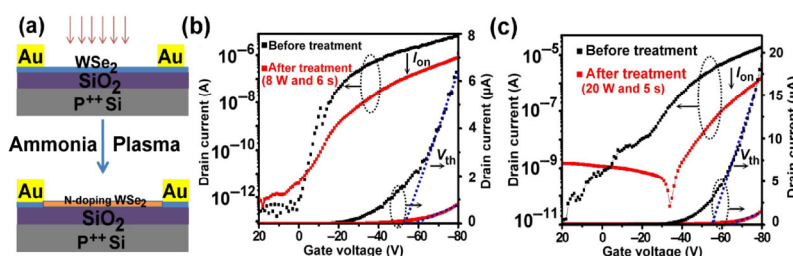 (a)
Au
WSe2
Au
SiO2
P++ Si
Ammonia
Plasma
Au
N-doping WSe2
Au
SiO2
P++ Si
(b)
10−6
10−8
10−10
10−12
Drain current (A)
Before treatment
After treatment
(8 W and 6 s)
Ion
Vth
8
6
4
2
0
Drain current (µA)
20
0
−20
−40
−60
−80
Gate voltage (V)
(c)
10−5
10−7
10−9
10−11
Drain current (A)
Before treatment
After treatment
(20 W and 5 s)
Ion
Vth
20
15
10
5
0
Drain current
20
0
−20
−40
−60
−80
Gate voltage (V)